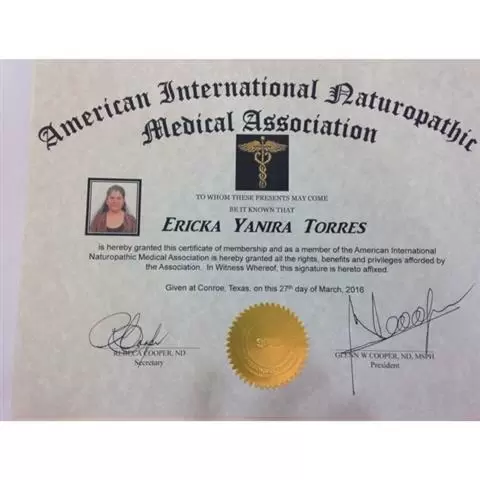 American International Naturopathic
Medical Association
TO WHOM THESE PRESENTS MAY COME
BE IT KNOWN THAT
ERICKA YANIRA TORRES
is hereby granted this certificate of membership and as a member of the American International
Naturopathic Medical Association is hereby granted all the rights, benefits and privileges afforded by
the Association. In Witness Whereof, this signature is hereto affixed.
Given at Conroe, Texas, on this 27th day of March, 2016
REBECA COOPER, ND
Secretary
GLENN W COOPER, ND, MSPH
President